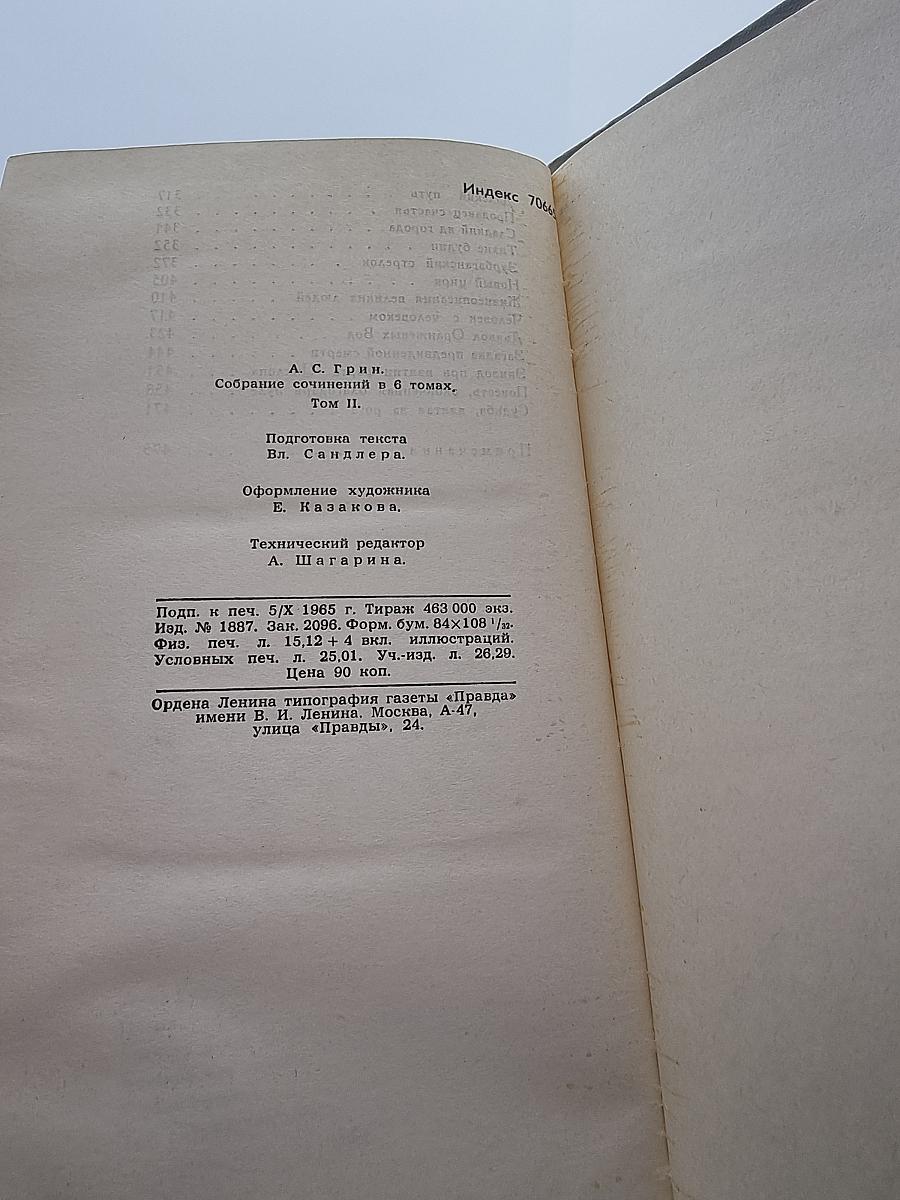 Индекс 70665
А. С. Грин.
Собрание сочинений в 6 томах.
Том II.
Подготовка текста
Вл. Сандлера.
Оформление художника
Е. Казакова.
Технический редактор
А. Шагарина.
Подп. к печ. 5/X 1965 г. Тираж 463 000 экз.
Изд. № 1887. Зак. 2096. Форм. бум. 84×108 1/32.
Физ. печ. л. 15,12 + 4 вкл. иллюстраций.
Условных печ. л. 25,01. Уч.-изд. л. 26,29.
Цена 90 коп.
Ордена Ленина типография газеты «Правда»
имени В. И. Ленина. Москва, А-47,
улица «Правды», 24.